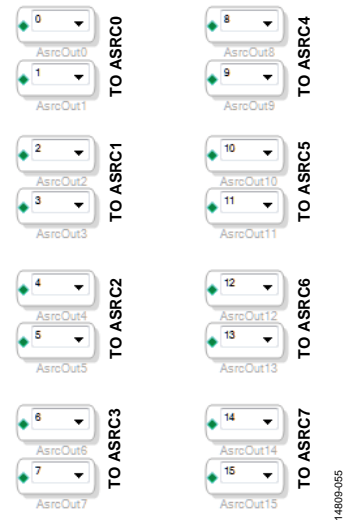 0
AsrcOut0
1
AsrcOut1
TO ASRC0
2
AsrcOut2
3
AsrcOut3
TO ASRC1
4
AsrcOut4
5
AsrcOut5
TO ASRC2
6
AsrcOut6
7
AsrcOut7
TO ASRC3
8
AsrcOut8
9
AsrcOut9
TO ASRC4
10
AsrcOut10
11
AsrcOut11
TO ASRC5
12
AsrcOut12
13
AsrcOut13
TO ASRC6
14
AsrcOut14
15
AsrcOut15
TO ASRC7
14809-055